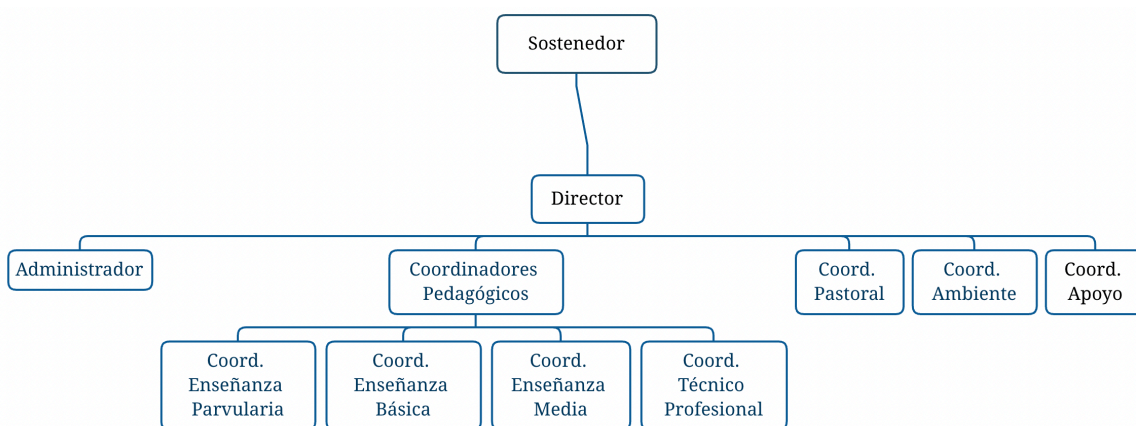 Sostenedor
Director
Administrador
Coordinadores
Pedagógicos
Coord.
Pastoral
Coord.
Ambiente
Coord.
Apoyo
Coord.
Enseñanza
Parvularia
Coord.
Enseñanza
Básica
Coord.
Enseñanza
Media
Coord.
Técnico
Profesional